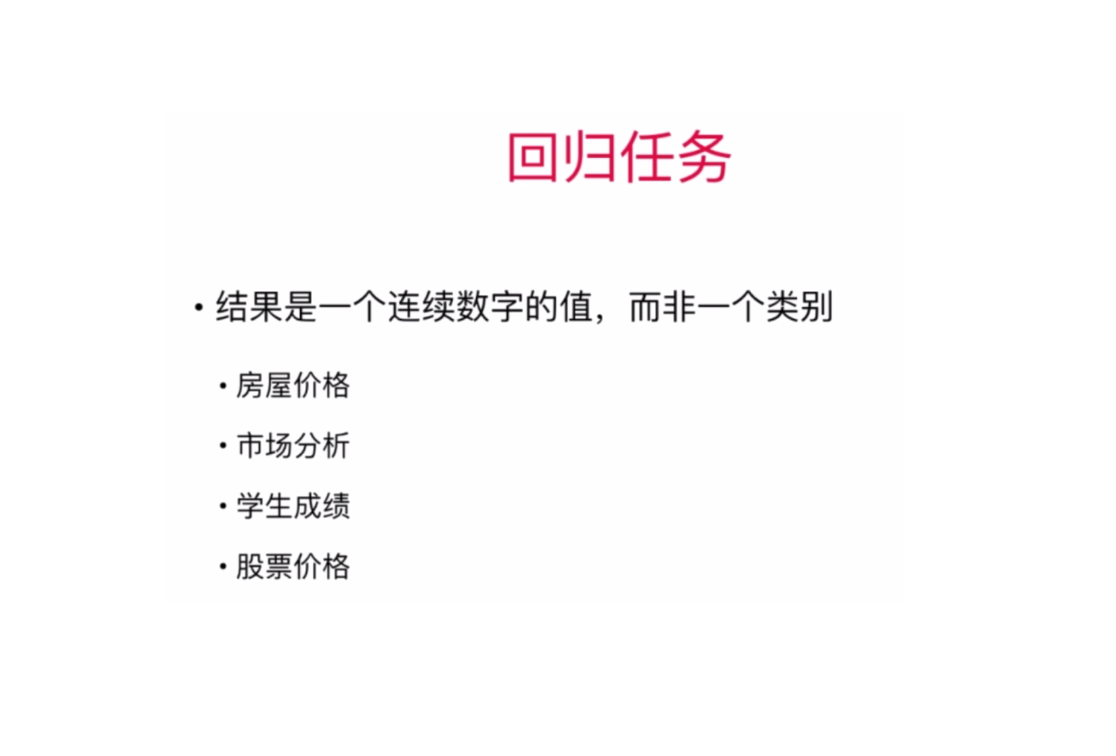 回归任务
• 结果是一个连续数字的值，而非一个类别
• 房屋价格
• 市场分析
• 学生成绩
• 股票价格